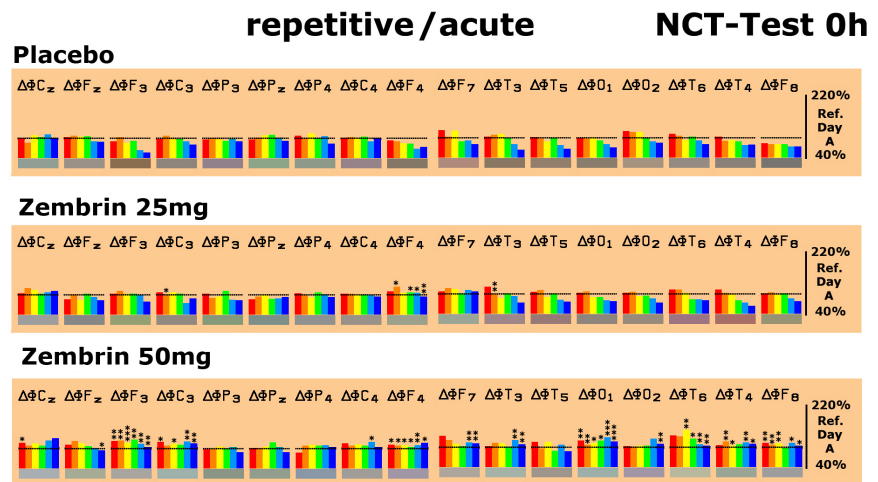 repetitive/acute NCT-Test 0h
Placebo
ΔΦCz ΔΦFz ΔΦF3 ΔΦC3 ΔΦP3 ΔΦPz ΔΦP4 ΔΦC4 ΔΦF4 ΔΦF7 ΔΦT3 ΔΦT5 ΔΦO1 ΔΦO2 ΔΦT6 ΔΦT4 ΔΦF8
220%
Ref.
Day
A
40%
Zembrin 25mg
ΔΦCz ΔΦFz ΔΦF3 ΔΦC3 ΔΦP3 ΔΦPz ΔΦP4 ΔΦC4 ΔΦF4 ΔΦF7 ΔΦT3 ΔΦT5 ΔΦO1 ΔΦO2 ΔΦT6 ΔΦT4 ΔΦF8
220%
Ref.
Day
A
40%
Zembrin 50mg
ΔΦCz ΔΦFz ΔΦF3 ΔΦC3 ΔΦP3 ΔΦPz ΔΦP4 ΔΦC4 ΔΦF4 ΔΦF7 ΔΦT3 ΔΦT5 ΔΦO1 ΔΦO2 ΔΦT6 ΔΦT4 ΔΦF8
220%
Ref.
Day
A
40%